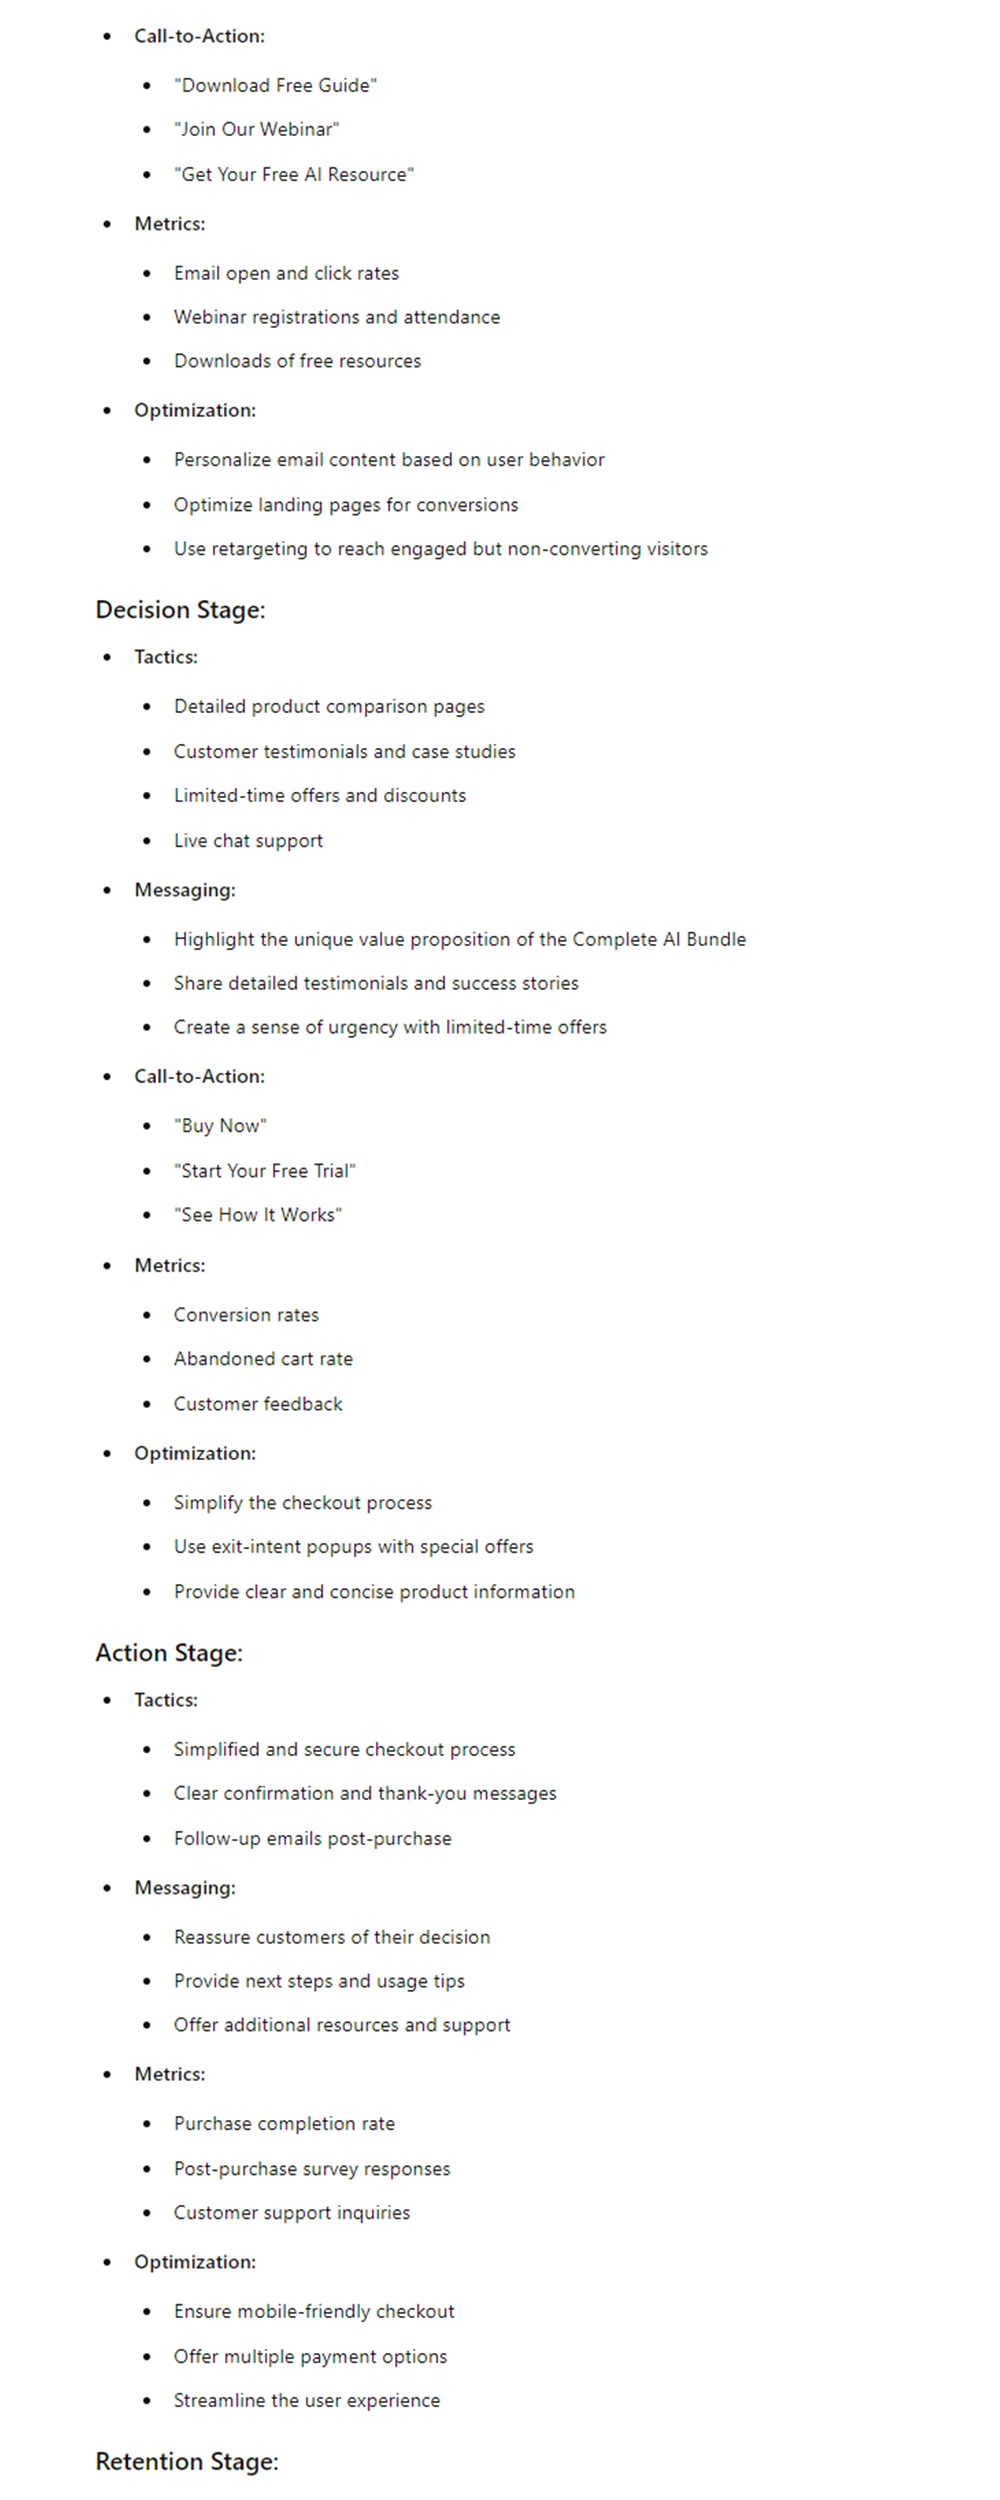 Call-to-Action:
"Download Free Guide"
"Join Our Webinar"
"Get Your Free AI Resource"
Metrics:
Email open and click rates
Webinar registrations and attendance
Downloads of free resources
Optimization:
Personalize email content based on user behavior
Optimize landing pages for conversions
Use retargeting to reach engaged but non-converting visitors
Decision Stage:
Tactics:
Detailed product comparison pages
Customer testimonials and case studies
Limited-time offers and discounts
Live chat support
Messaging:
Highlight the unique value proposition of the Complete AI Bundle
Share detailed testimonials and success stories
Create a sense of urgency with limited-time offers
Call-to-Action:
"Buy Now"
"Start Your Free Trial"
"See How It Works"
Metrics:
Conversion rates
Abandoned cart rate
Customer feedback
Optimization:
Simplify the checkout process
Use exit-intent popups with special offers
Provide clear and concise product information
Action Stage:
Tactics:
Simplified and secure checkout process
Clear confirmation and thank-you messages
Follow-up emails post-purchase
Messaging:
Reassure customers of their decision
Provide next steps and usage tips
Offer additional resources and support
Metrics:
Purchase completion rate
Post-purchase survey responses
Customer support inquiries
Optimization:
Ensure mobile-friendly checkout
Offer multiple payment options
Streamline the user experience
Retention Stage: